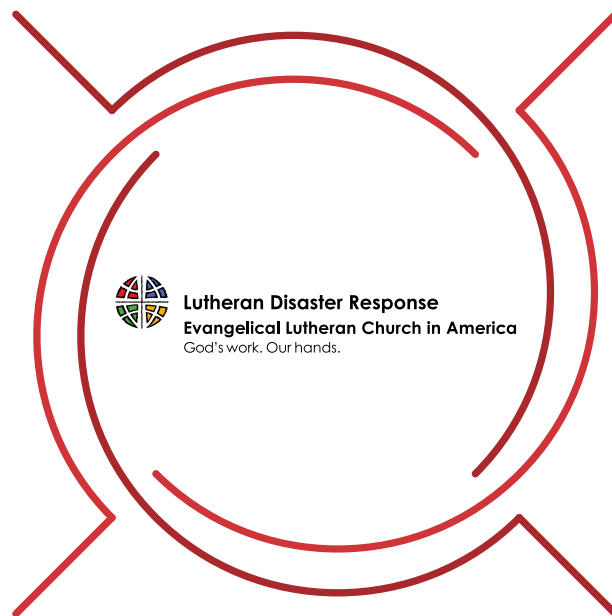 Lutheran Disaster Response
Evangelical Lutheran Church in America
God's work. Our hands.